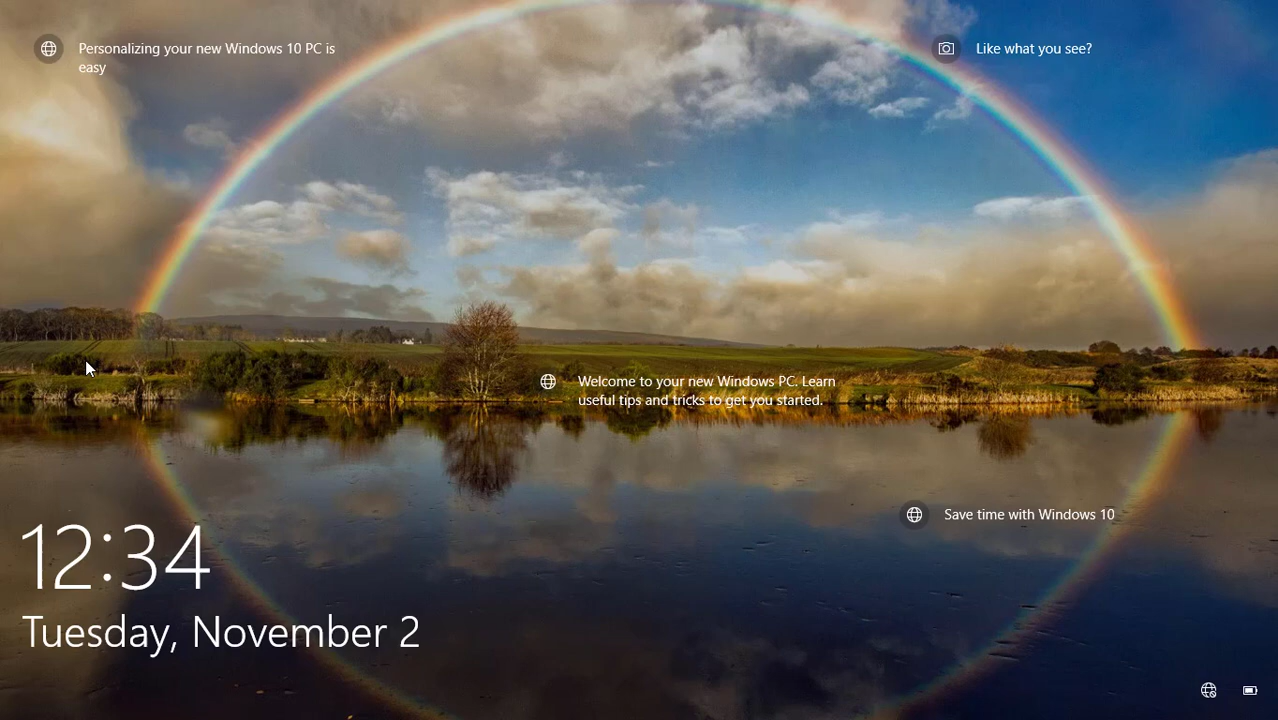 Personalizing your new Windows 10 PC is
easy
Like what you see?
Welcome to your new Windows PC. Learn
useful tips and tricks to get you started.
Save time with Windows 10
12:34
Tuesday, November 2